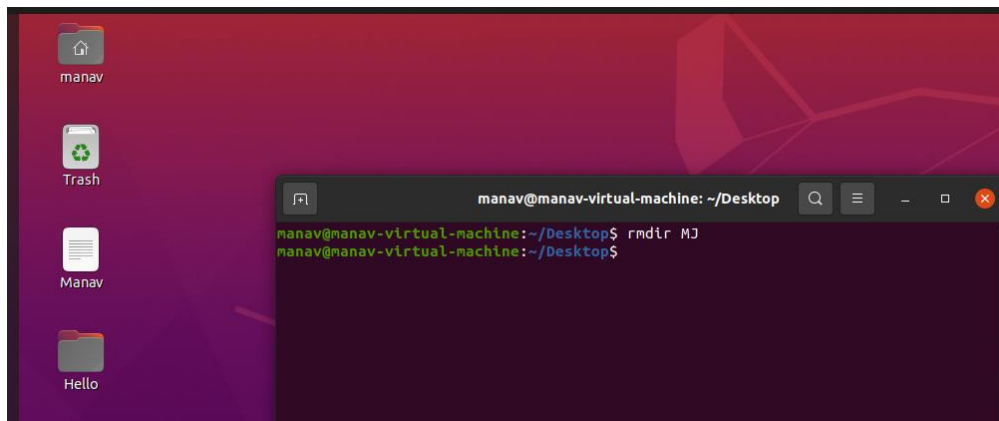 manav
Trash
Manav
Hello
manav@manav-virtual-machine: ~/Desktop
manav@manav-virtual-machine:~/Desktop$ rmdir MJ
manav@manav-virtual-machine:~/Desktop$